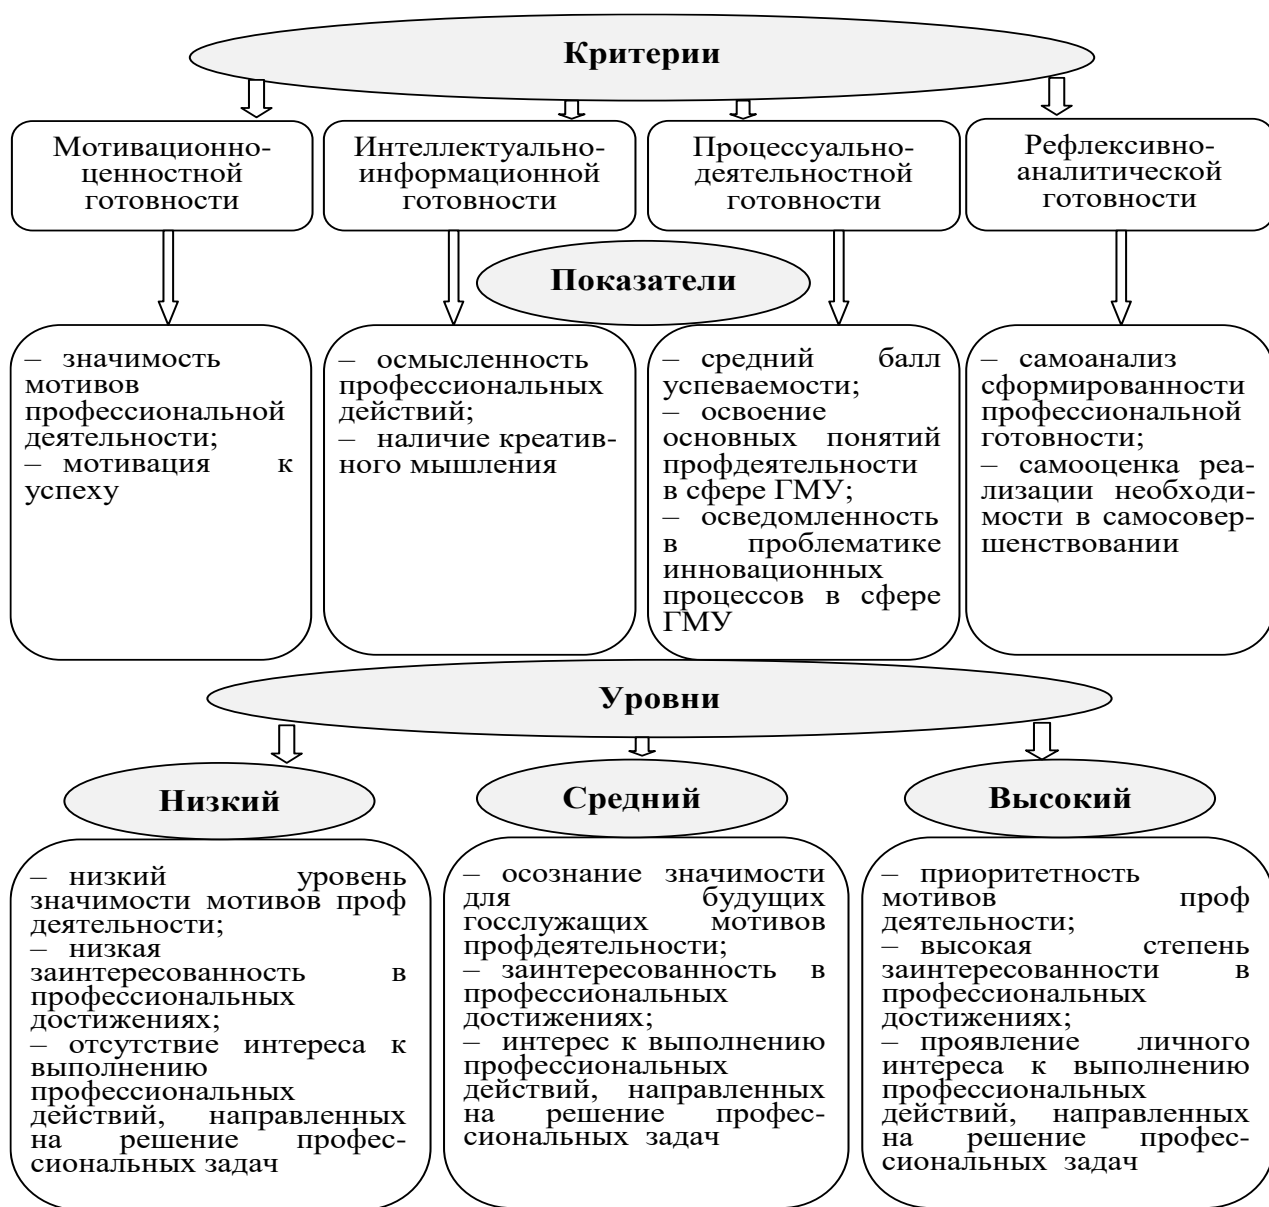 Критерии
Мотивационно-
ценностной
готовности
Интеллектуально-
информационной
готовности
Процессуально-
деятельностной
готовности
Рефлексивно-
аналитической
готовности
Показатели
– значимость
мотивов
профессиональной
деятельности;
– мотивация к
успеху
– осмысленность
профессиональных
действий;
– наличие креатив-
ного мышления
– средний балл
успеваемости;
– освоение
основных понятий
профдеятельности
в сфере ГМУ;
– осведомленность
в проблематике
инновационных
процессов в сфере
ГМУ
– самоанализ
сформированности
профессиональной
готовности;
– самооценка реа-
лизации необходи-
мости в самосовер-
шенствовании
Уровни
Низкий
Средний
Высокий
– низкий уровень
значимости мотивов проф
деятельности;
– низкая
заинтересованность в
профессиональных
достижениях;
– отсутствие интереса к
выполнению
профессиональных
действий, направленных
на решение профес-
сиональных задач
– осознание значимости
для будущих
госслужащих мотивов
профдеятельности;
– заинтересованность в
профессиональных
достижениях;
– интерес к выполнению
профессиональных
действий, направленных
на решение профес-
сиональных задач
– приоритетность
мотивов проф
деятельности;
– высокая степень
заинтересованности в
профессиональных
достижениях;
– проявление личного
интереса к выполнению
профессиональных
действий, направленных
на решение профес-
сиональных задач